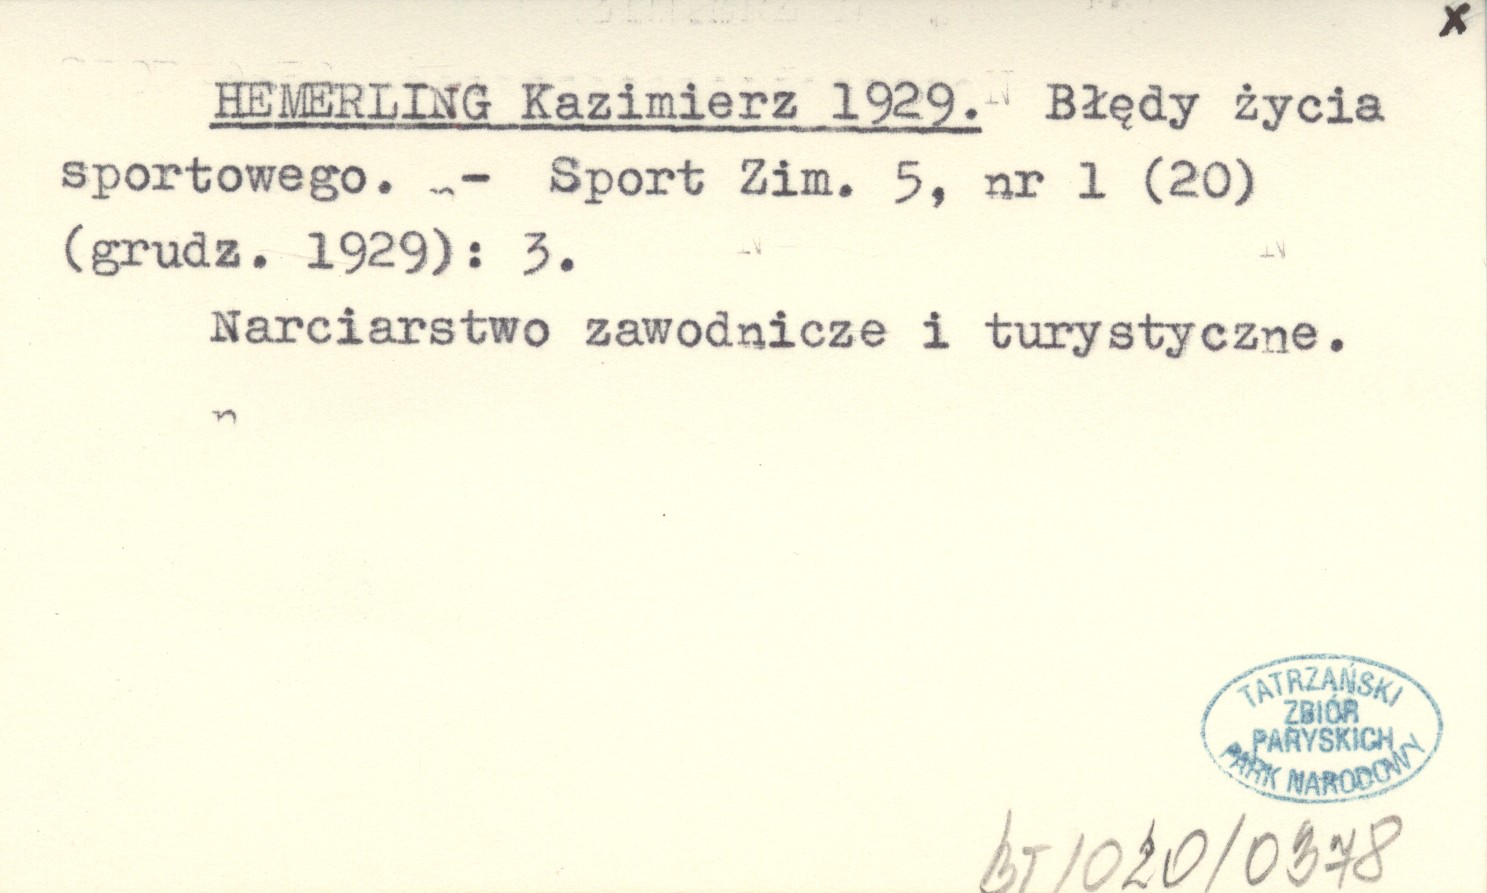 x
HEMERLING Kazimierz 1929. Błędy życia
sportowego. - Sport Zim. 5, nr 1 (20)
(grudz. 1929): 3.
Narciarstwo zawodnicze i turystyczne.
TATRZAŃSKI
ZBIÓR
PARYSKICH
PARK NARODOWY
BT/020/0378